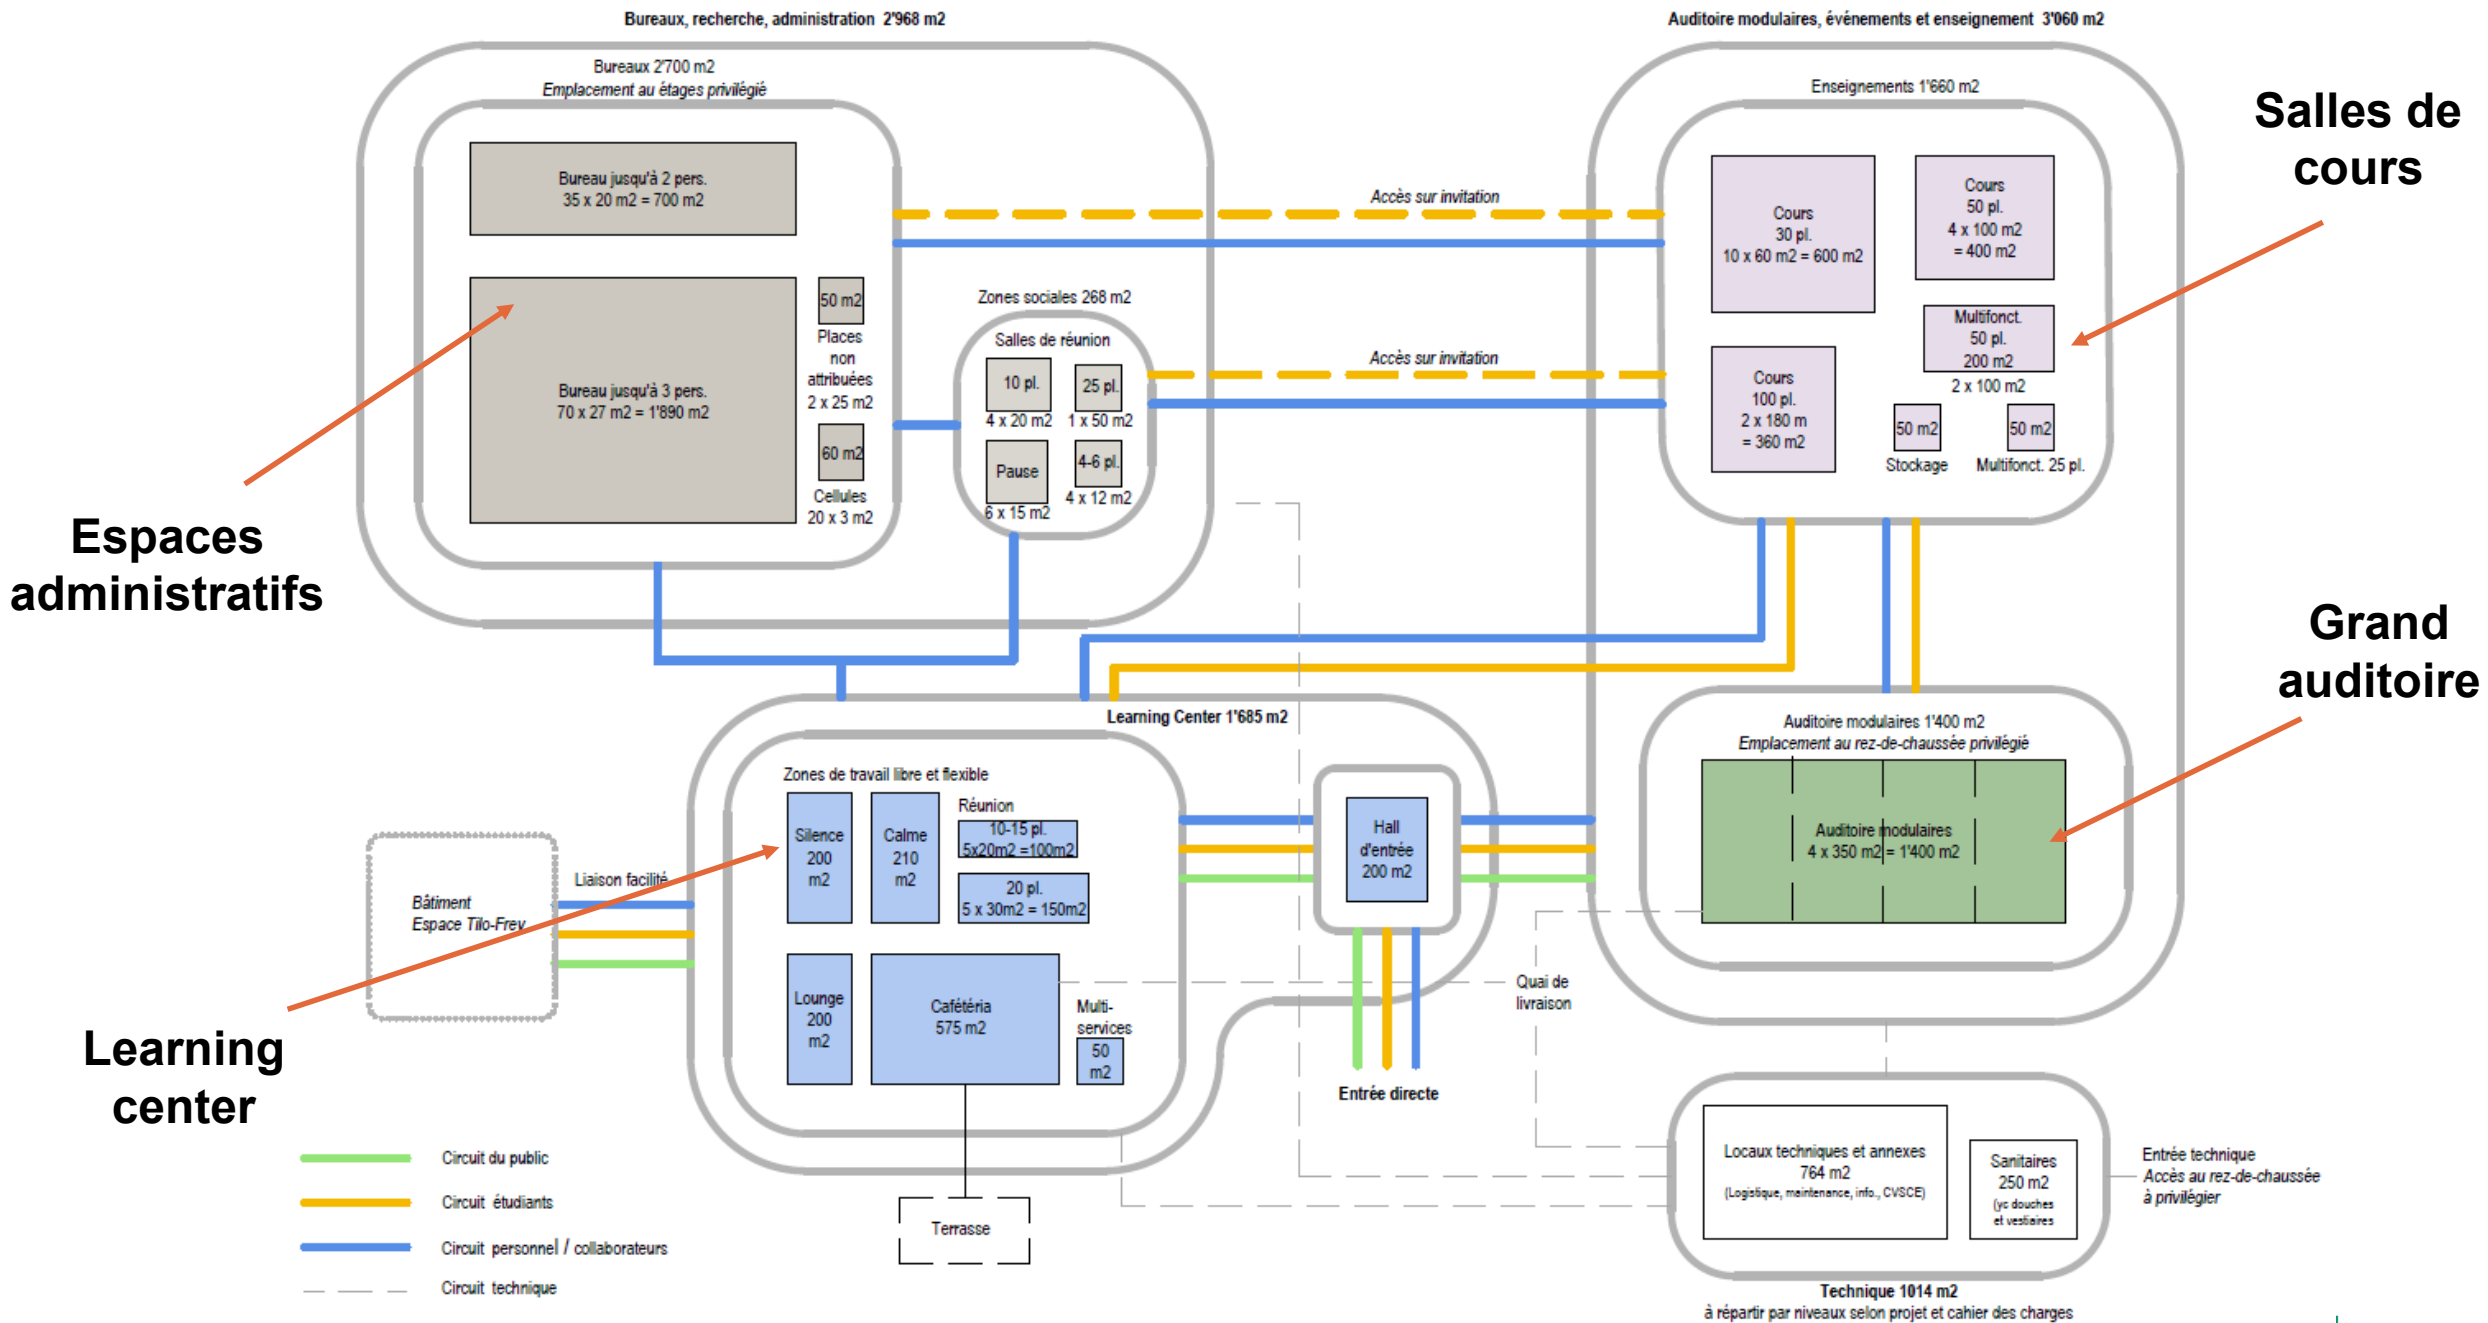 Bureaux, recherche, administration 2'968 m2
Bureaux 2'700 m2
Emplacement au étages privilégié
Bureau jusqu'à 2 pers.
35 x 20 m2 = 700 m2
Bureau jusqu'à 3 pers.
70 x 27 m2 = 1'890 m2
50 m2
Places
non
attribuées
2 x 25 m2
60 m2
Cellules
20 x 3 m2
Zones sociales 268 m2
Salles de réunion
10 pl.
4 x 20 m2
25 pl.
1 x 50 m2
Pause
6 x 15 m2
4-6 pl.
4 x 12 m2
Espaces
administratifs
Accès sur invitation
Accès sur invitation
Auditoire modulaires, événements et enseignement 3'060 m2
Enseignements 1'660 m2
Cours
30 pl.
10 x 60 m2 = 600 m2
Cours
50 pl.
4 x 100 m2
= 400 m2
Multifonct.
50 pl.
200 m2
2 x 100 m2
Cours
100 pl.
2 x 180 m
= 360 m2
50 m2
Stockage
50 m2
Multifonct. 25 pl.
Salles de
cours
Grand
auditoire
Auditoire modulaires 1'400 m2
Emplacement au rez-de-chaussée privilégié
Auditoire modulaires
4 x 350 m2 = 1'400 m2
Learning Center 1'685 m2
Zones de travail libre et flexible
Silence
200
m2
Calme
210
m2
Réunion
10-15 pl.
5x20m2 =100m2
20 pl.
5 x 30m2 = 150m2
Lounge
200
m2
Cafétéria
575 m2
Multi-
services
50
m2
Hall
d'entrée
200 m2
Entrée directe
Quai de
livraison
Liaison facilité
Bâtiment
Espace Tilo-Frey
Learning
center
Terrasse
Circuit du public
Circuit étudiants
Circuit personnel / collaborateurs
Circuit technique
Locaux techniques et annexes
764 m2
(Logistique, maintenance, info., CVSCE)
Sanitaires
250 m2
(yc douches
et vestiaires
Entrée technique
Accès au rez-de-chaussée
à privilégier
Technique 1014 m2
à répartir par niveaux selon projet et cahier des charges